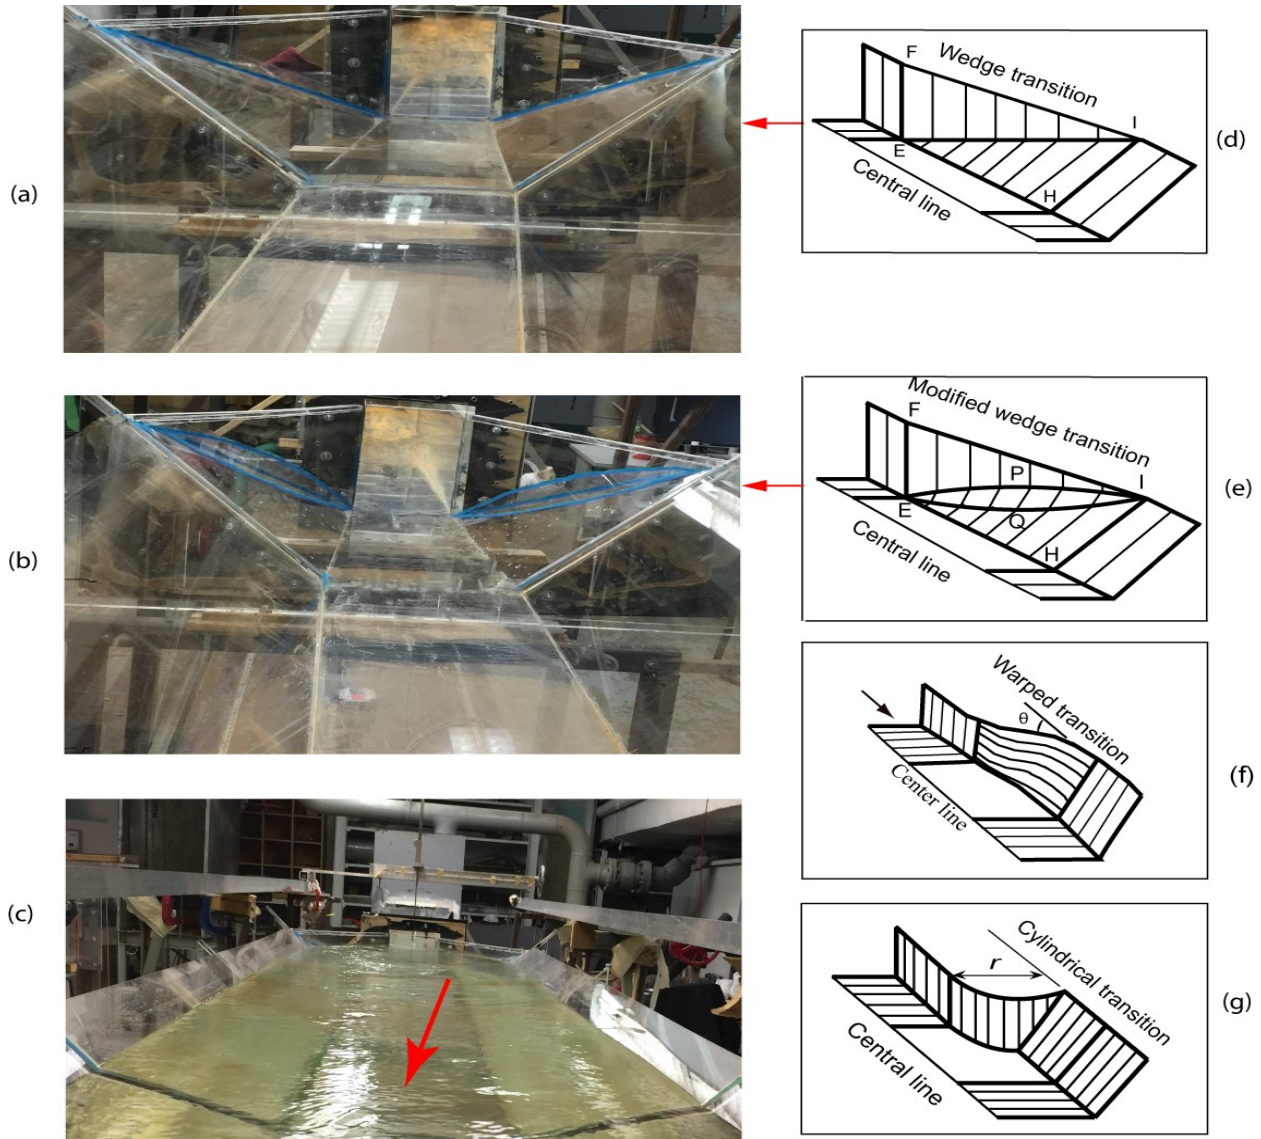 (a)
Wedge transition
F
I
E
H
Central line
(d)
(b)
Modified wedge transition
F
P
I
E
Q
H
Central line
(e)
Warped transition
θ
Center line
(f)
(c)
Cylindrical transition
r
Central line
(g)